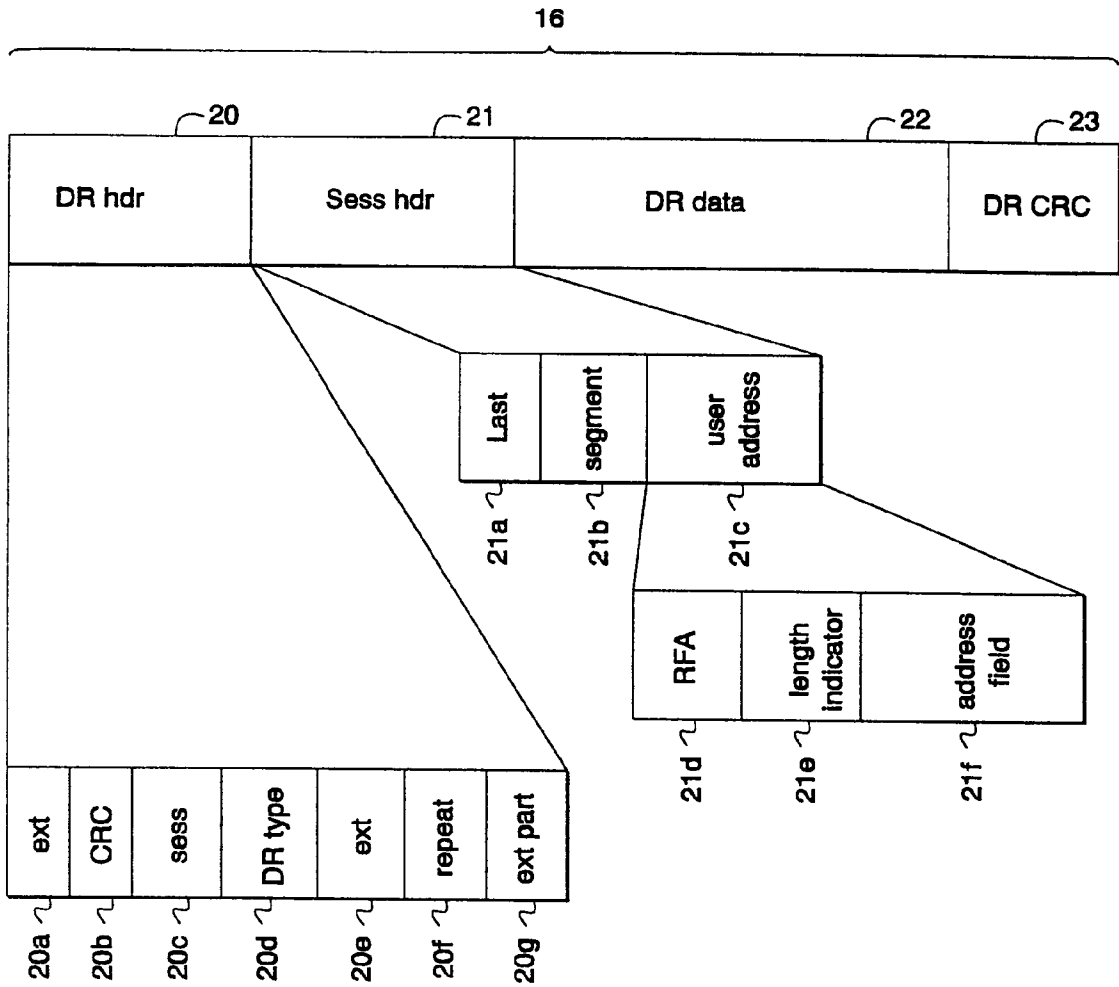 16
20
21
22
23
DR hdr
Sess hdr
DR data
DR CRC
Last
segment
user
address
21a
21b
21c
RFA
length
indicator
address
field
21d
21e
21f
ext
CRC
sess
DR type
ext
repeat
ext part
20a
20b
20c
20d
20e
20f
20g